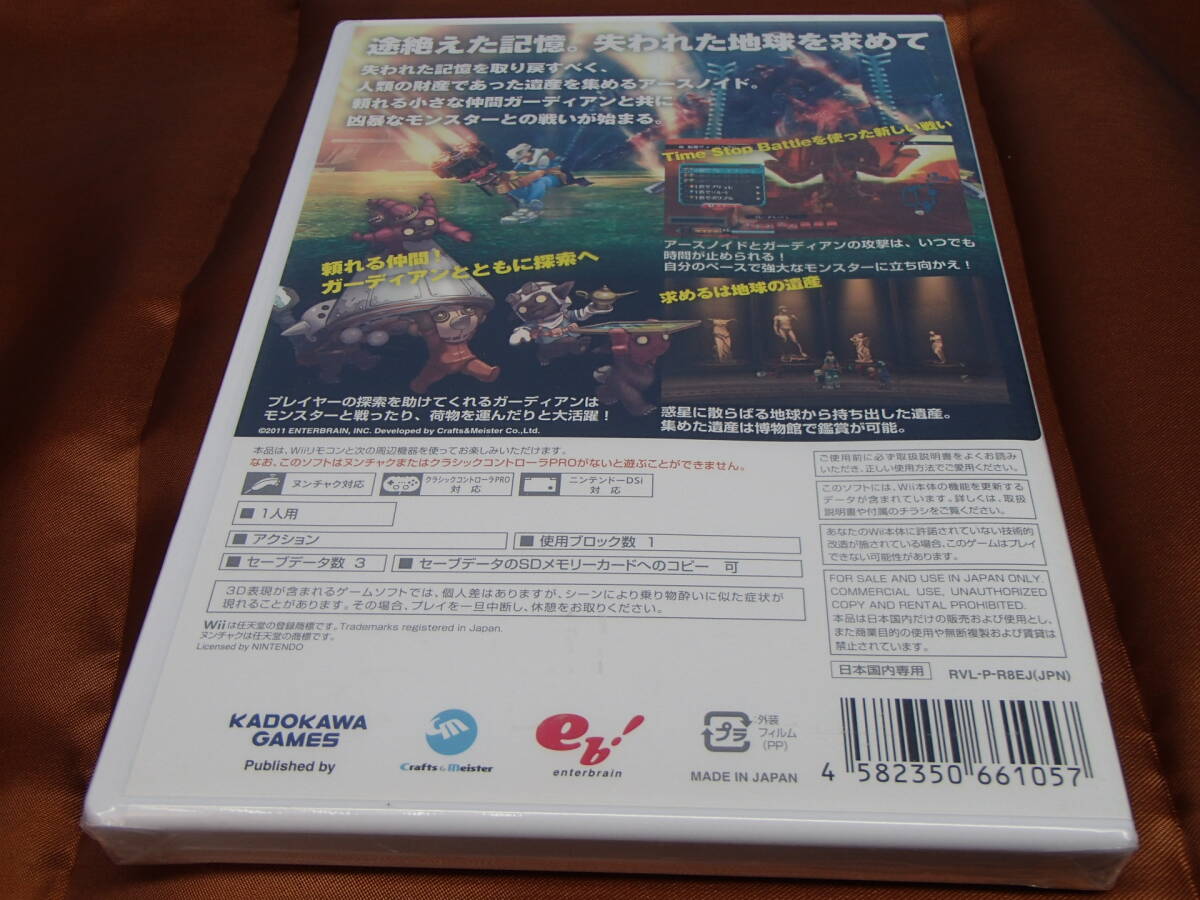 途絶えた記憶。失われた地球を求めて
失われた記憶を取り戻すべく、
人類の財産であった遺産を集めるアースノイド。
頼れる小さな仲間ガーディアンと共に
凶暴なモンスターとの戦いが始まる。
Time Stop Battleを使った新しい戦い
アースノイドとガーディアンの攻撃は、いつでも
時間が止められる！
自分のペースで強大なモンスターに立ち向かえ！
頼れる仲間！
ガーディアンとともに探索へ
求めるは地球の遺産
プレイヤーの探索を助けてくれるガーディアンは
モンスターと戦ったり、荷物を運んだりと大活躍！
惑星に散らばる地球から持ち出した遺産。
集めた遺産は博物館で鑑賞が可能。
©2011 ENTERBRAIN, INC. Developed by Crafts&Meister Co.,Ltd.
本品は、Wiiリモコンと次の周辺機器を使ってお楽しみいただけます。
なお、このソフトはヌンチャクまたはクラシックコントローラPROがないと遊ぶことができません。
ヌンチャク対応
クラシックコントローラPRO
対応
ニンテンドーDSi
対応
■ 1人用
■ アクション
■ 使用ブロック数 1
■ セーブデータ数 3
■ セーブデータのSDメモリーカードへのコピー 可
3D表現が含まれるゲームソフトでは、個人差はありますが、シーンにより乗り物酔いに似た症状が
現れることがあります。その場合、プレイを一旦中断し、休憩をお取りください。
Wiiは任天堂の登録商標です。Trademarks registered in Japan.
ヌンチャクは任天堂の商標です。
Licensed by NINTENDO
ご使用前に必ず取扱説明書をよくお読み
いただき、正しい使用方法でご愛用ください。
このソフトには、Wii本体の機能を更新する
データが含まれています。詳しくは、取扱
説明書や付属のチラシをご覧ください。
あなたのWii本体に許諾されていない技術的
改造が施されている場合、このゲームはプレイ
できない可能性があります。
FOR SALE AND USE IN JAPAN ONLY.
COMMERCIAL USE, UNAUTHORIZED
COPY AND RENTAL PROHIBITED.
本品は日本国内だけの販売および使用とし、
また商業目的の使用や無断複製および賃貸は
禁止されています。
日本国内専用
RVL-P-R8EJ(JPN)
KADOKAWA
GAMES
Published by
Crafts & Meister
eb!
enterbrain
プラ
外装
フィルム
(PP)
MADE IN JAPAN
4 582350 661057